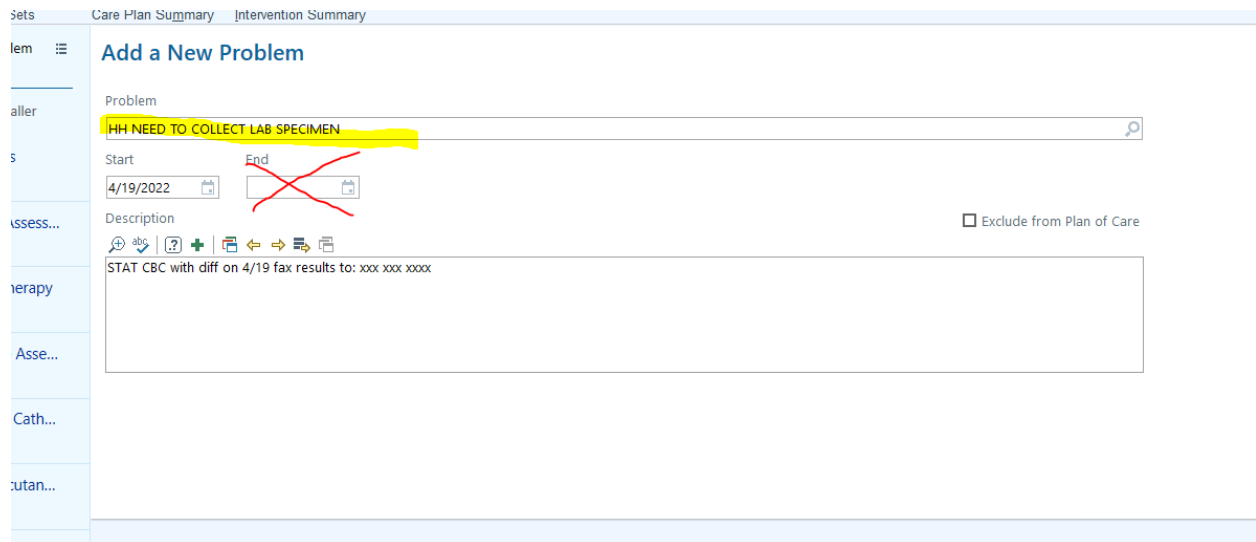 Sets Care Plan Summary Intervention Summary
lem
Add a New Problem
aller
Problem
HH NEED TO COLLECT LAB SPECIMEN
s
Start End
4/19/2022
Assess...
Description
Exclude from Plan of Care
abc ?
STAT CBC with diff on 4/19 fax results to: xxx xxx xxxx
herapy
Asse...
Cath...
cutan...